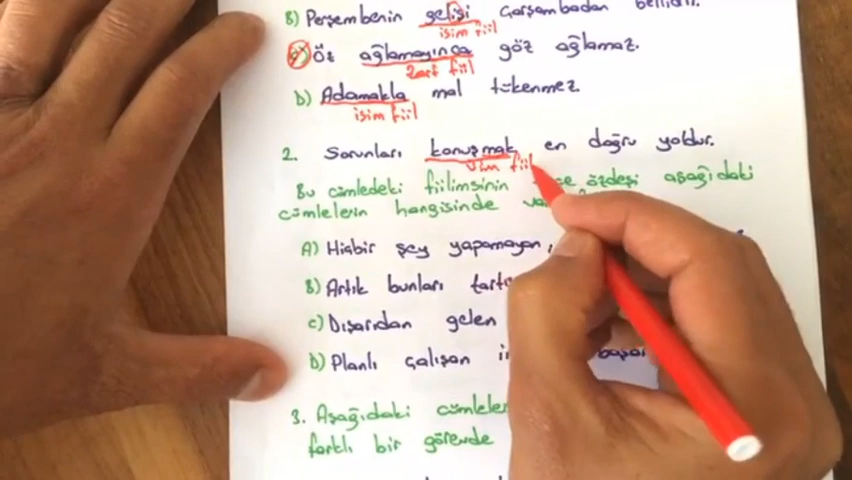 B) Perşembenin gelişi çarşambadan bellidir.
isim fiil
C) Öz ağlamayınca göz ağlamaz.
Zarf fiil
D) Adamakla mal tükenmez.
isim fiil
2. Sorunları konuşmak en doğru yoldur.
isim fiil
Bu cümledeki fiilimsinin özdeşi aşağıdaki
cümlelerin hangisinde
A) Hiçbir şey yapamayan,
B) Artık bunları
C) Dışarıdan gelen
D) Planlı çalışan
3. Aşağıdaki
farklı bir görevde